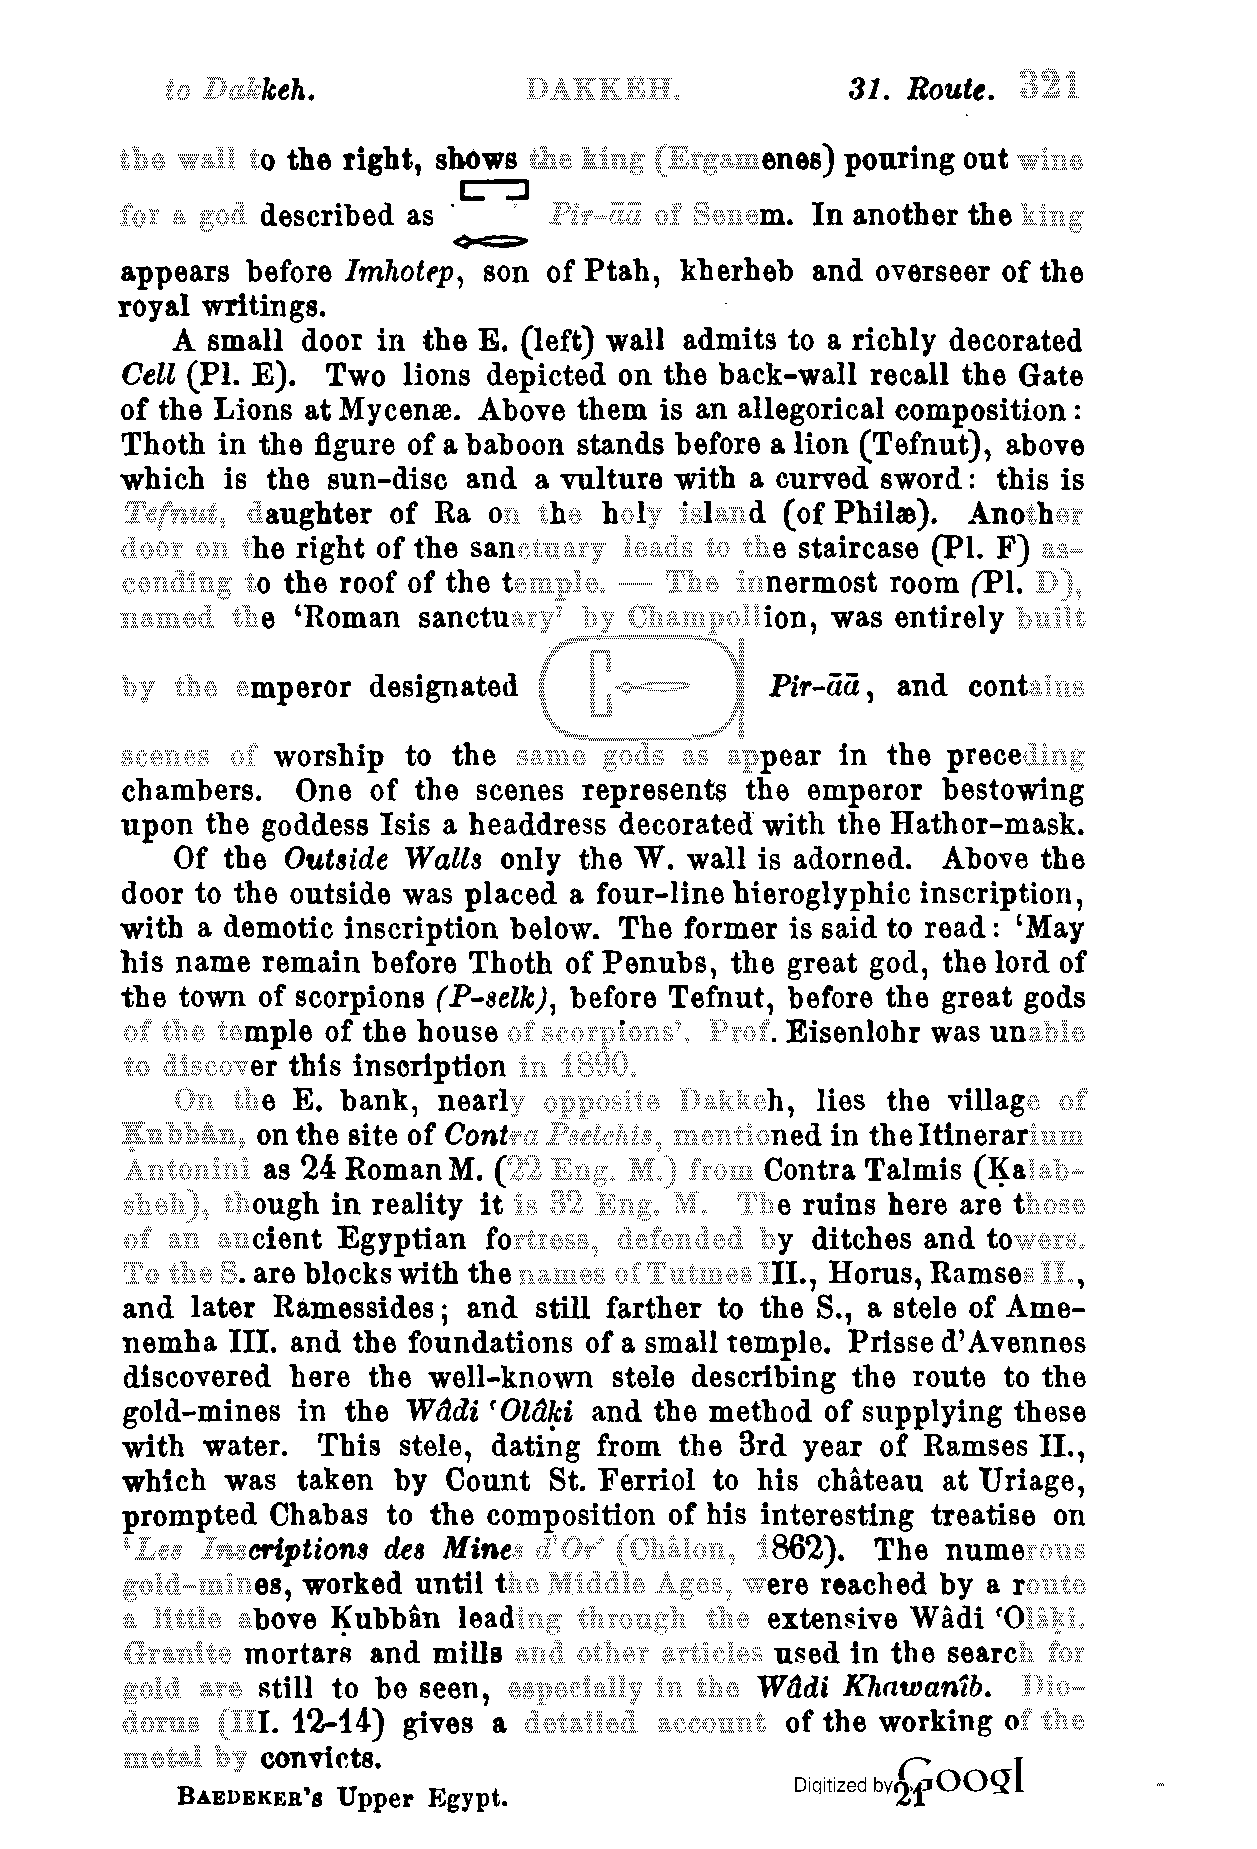 to Dakkeh. DAKKEH. 31. Route. 321
the wall to the right, shows the king (Ergamenes) pouring out wine
for a god described as Pir-āā of Senem. In another the king
appears before Imhotep, son of Ptah, kherheb and overseer of the
royal writings.
A small door in the E. (left) wall admits to a richly decorated
Cell (Pl. E). Two lions depicted on the back-wall recall the Gate
of the Lions at Mycenæ. Above them is an allegorical composition:
Thoth in the figure of a baboon stands before a lion (Tefnut), above
which is the sun-disc and a vulture with a curved sword: this is
Tefnut, daughter of Ra on the holy island (of Philæ). Another
door on the right of the sanctuary leads to the staircase (Pl. F) as-
cending to the roof of the temple. — The innermost room (Pl. D),
named the ‘Roman sanctuary’ by Champollion, was entirely built
by the emperor designated Pir-āā, and contains
scenes of worship to the same gods as appear in the preceding
chambers. One of the scenes represents the emperor bestowing
upon the goddess Isis a headdress decorated with the Hathor-mask.
Of the Outside Walls only the W. wall is adorned. Above the
door to the outside was placed a four-line hieroglyphic inscription,
with a demotic inscription below. The former is said to read: ‘May
his name remain before Thoth of Penubs, the great god, the lord of
the town of scorpions (P-selk), before Tefnut, before the great gods
of the temple of the house of scorpions’. Prof. Eisenlohr was unable
to discover this inscription in 1890.
On the E. bank, nearly opposite Dakkeh, lies the village of
Ḳubbân, on the site of Contra Pselchis, mentioned in the Itinerarium
Antonini as 24 Roman M. (22 Eng. M.) from Contra Talmis (Ḳalab-
sheh), though in reality it is 32 Eng. M. The ruins here are those
of an ancient Egyptian fortress, defended by ditches and towers.
To the S. are blocks with the names of Tutmes III., Horus, Ramses II.,
and later Ramessides; and still farther to the S., a stele of Ame-
nemha III. and the foundations of a small temple. Prisse d’Avennes
discovered here the well-known stele describing the route to the
gold-mines in the Wâdi ‘Olâḳi and the method of supplying these
with water. This stele, dating from the 3rd year of Ramses II.,
which was taken by Count St. Ferriol to his château at Uriage,
prompted Chabas to the composition of his interesting treatise on
‘Les Inscriptions des Mines d’Or’ (Châlon, 1862). The numerous
gold-mines, worked until the Middle Ages, were reached by a route
a little above Ḳubbân leading through the extensive Wâdi ‘Olâḳi.
Granite mortars and mills and other articles used in the search for
gold are still to be seen, especially in the Wâdi Khawanîb. Dio-
dorus (III. 12-14) gives a detailed account of the working of the
metal by convicts.
BAEDEKER’s Upper Egypt. 21
Digitized by Googl